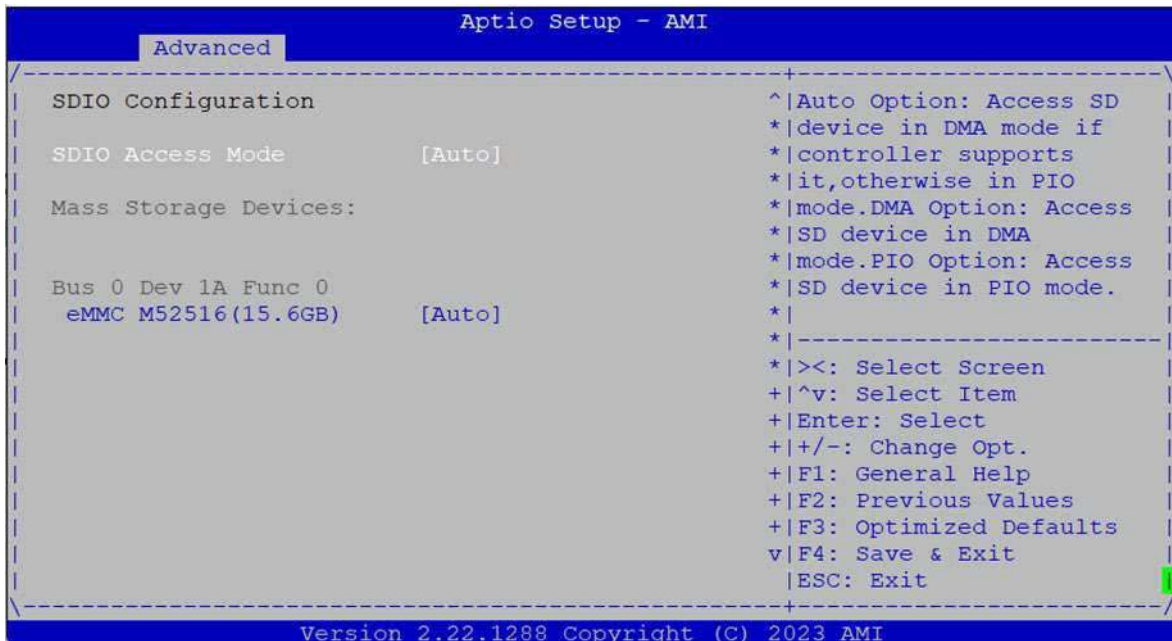 Aptio Setup - AMI
Advanced
SDIO Configuration
SDIO Access Mode [Auto]
Mass Storage Devices:
Bus 0 Dev 1A Func 0
eMMC M52516(15.6GB) [Auto]
Auto Option: Access SD
device in DMA mode if
controller supports
it,otherwise in PIO
mode.DMA Option: Access
SD device in DMA
mode.PIO Option: Access
SD device in PIO mode.
><: Select Screen
^v: Select Item
Enter: Select
+/-: Change Opt.
F1: General Help
F2: Previous Values
F3: Optimized Defaults
F4: Save & Exit
ESC: Exit
Version 2.22.1288 Copyright (C) 2023 AMI